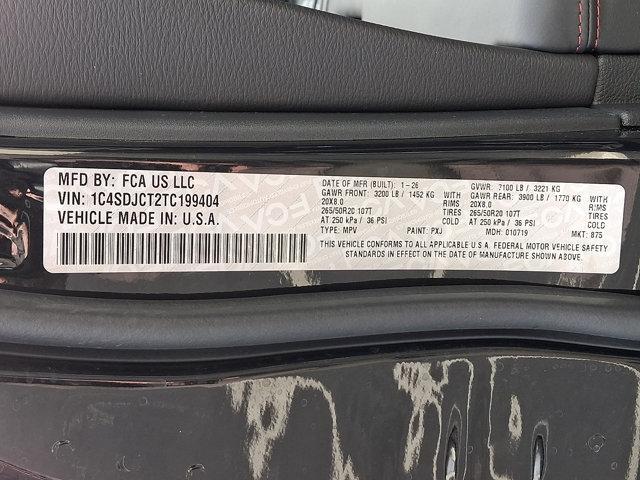 MFD BY: FCA US LLC
VIN: 1C4SDJCT2TC199404
VEHICLE MADE IN: U.S.A.
DATE OF MFR (BUILT): 1-26 GVWR: 7100 LB / 3221 KG
GAWR FRONT: 3200 LB / 1452 KG WITH GAWR REAR: 3900 LB / 1770 KG WITH
20X8.0 RIMS 20X8.0 RIMS
265/50R20 107T TIRES 265/50R20 107T TIRES
AT 250 kPa / 36 PSI COLD AT 250 kPa / 36 PSI COLD
TYPE: MPV PAINT: PXJ MDH: 010719 MKT: 875
THIS VEHICLE CONFORMS TO ALL APPLICABLE U.S.A. FEDERAL MOTOR VEHICLE SAFETY
STANDARDS IN EFFECT ON THE DATE OF MANUFACTURE SHOWN ABOVE.